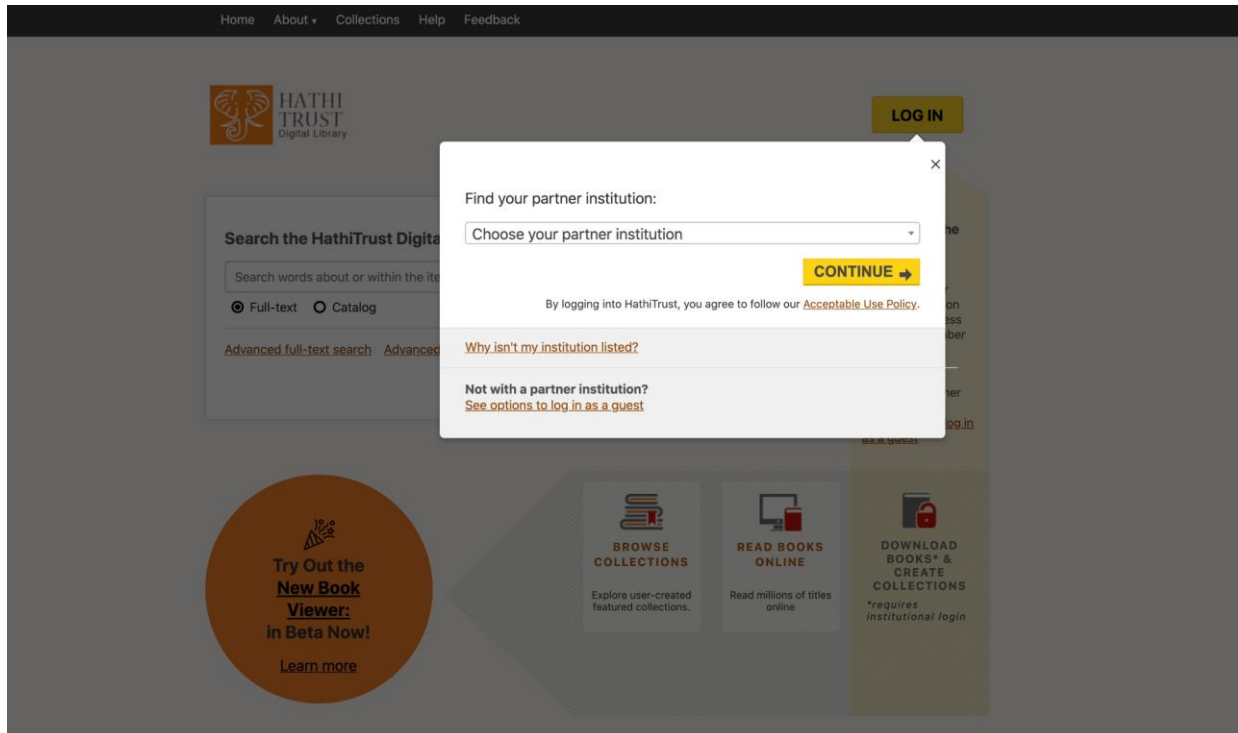 Home About ▾ Collections Help Feedback
HATHI
TRUST
Digital Library
LOG IN
×
Find your partner institution:
Choose your partner institution
CONTINUE
By logging into HathiTrust, you agree to follow our Acceptable Use Policy.
Why isn't my institution listed?
Not with a partner institution?
See options to log in as a guest
Search the HathiTrust
Search words about or within the
Full-text Catalog
Advanced full-text search Advanced
og in
as a guest
Try Out the
New Book
Viewer:
in Beta Now!
Learn more
BROWSE
COLLECTIONS
Explore user-created
featured collections.
READ BOOKS
ONLINE
Read millions of titles
online
DOWNLOAD
BOOKS* &
CREATE
COLLECTIONS
*requires
institutional login